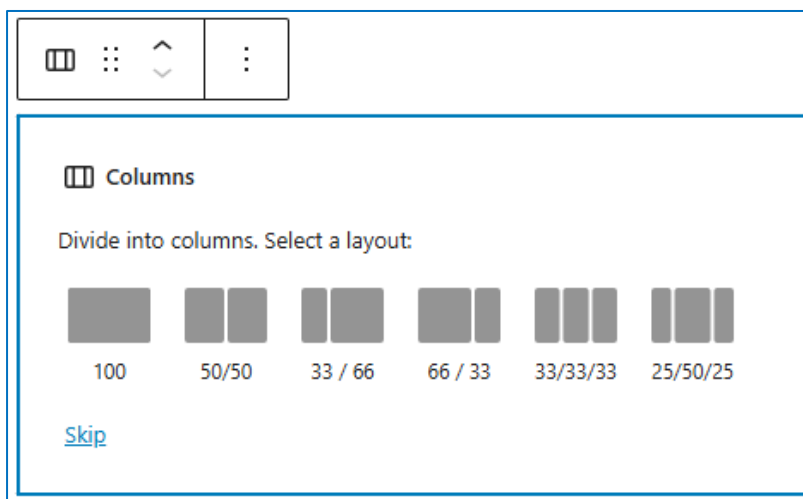 Columns
Divide into columns. Select a layout:
100 50/50 33 / 66 66 / 33 33/33/33 25/50/25
Skip